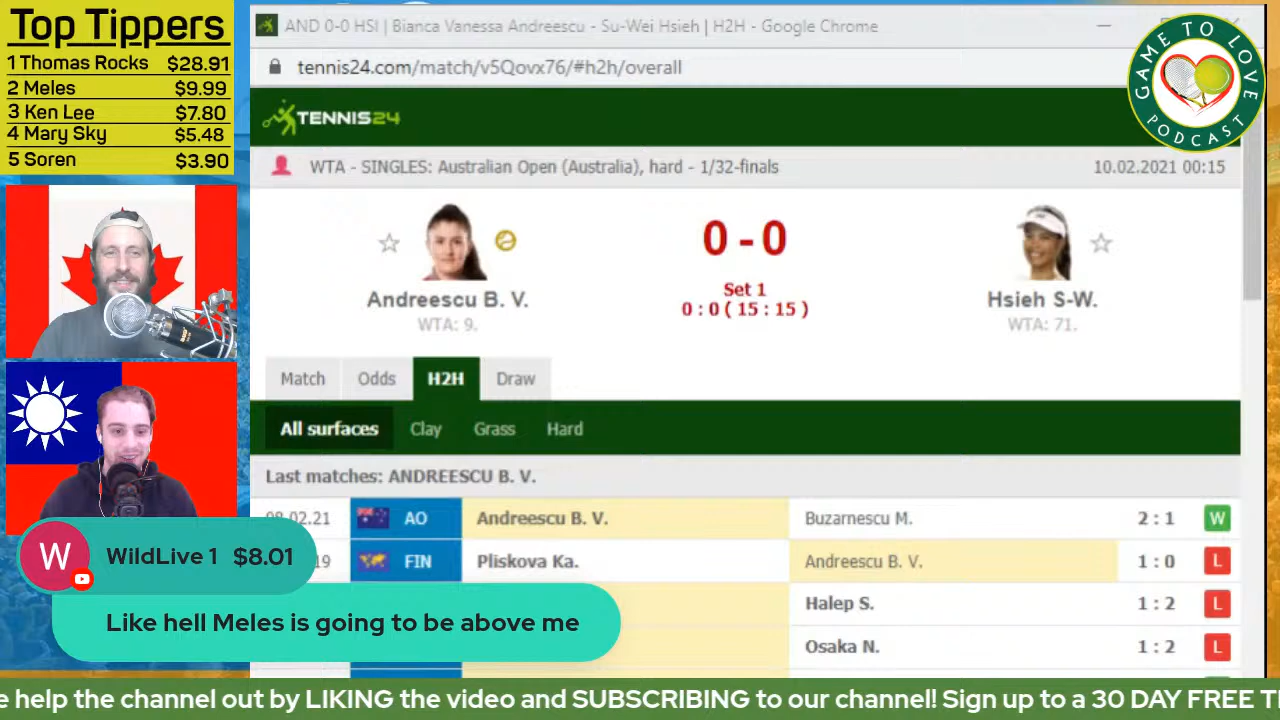 Top Tippers
1 Thomas Rocks $28.91
2 Meles $9.99
3 Ken Lee $7.80
4 Mary Sky $5.48
5 Soren $3.90
AND 0-0 HSI | Bianca Vanessa Andreescu - Su-Wei Hsieh | H2H - Google Chrome
tennis24.com/match/v5Qovx76/#h2h/overall
GAME TO LOVE
PODCAST
TENNIS24
WTA - SINGLES: Australian Open (Australia), hard - 1/32-finals 10.02.2021 00:15
0 - 0
Set 1
0 : 0 ( 15 : 15 )
Andreescu B. V.
WTA: 9.
Hsieh S-W.
WTA: 71.
Match Odds H2H Draw
All surfaces Clay Grass Hard
Last matches: ANDREESCU B. V.
08.02.21 AO Andreescu B. V. Buzarnescu M. 2 : 1 W
19 FIN Pliskova Ka. Andreescu B. V. 1 : 0 L
Halep S. 1 : 2 L
Osaka N. 1 : 2 L
W WildLive 1 $8.01
Like hell Meles is going to be above me
e help the channel out by LIKING the video and SUBSCRIBING to our channel! Sign up to a 30 DAY FREE T